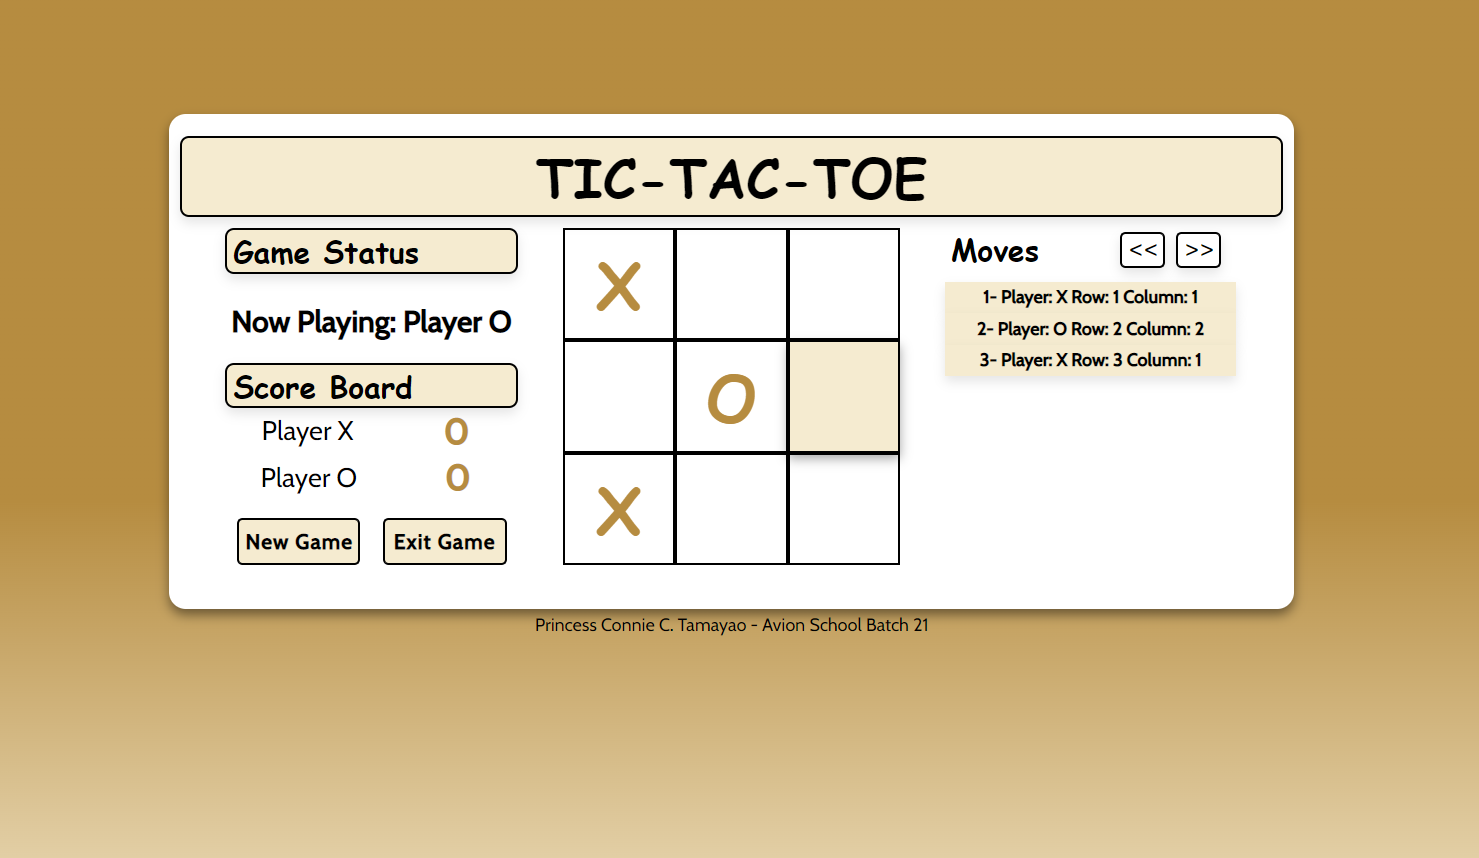 TIC-TAC-TOE
Game Status
Now Playing: Player O
Score Board
Player X 0
Player O 0
New Game Exit Game
X
O
X
Moves << >>
1- Player: X Row: 1 Column: 1
2- Player: O Row: 2 Column: 2
3- Player: X Row: 3 Column: 1
Princess Connie C. Tamayao - Avion School Batch 21